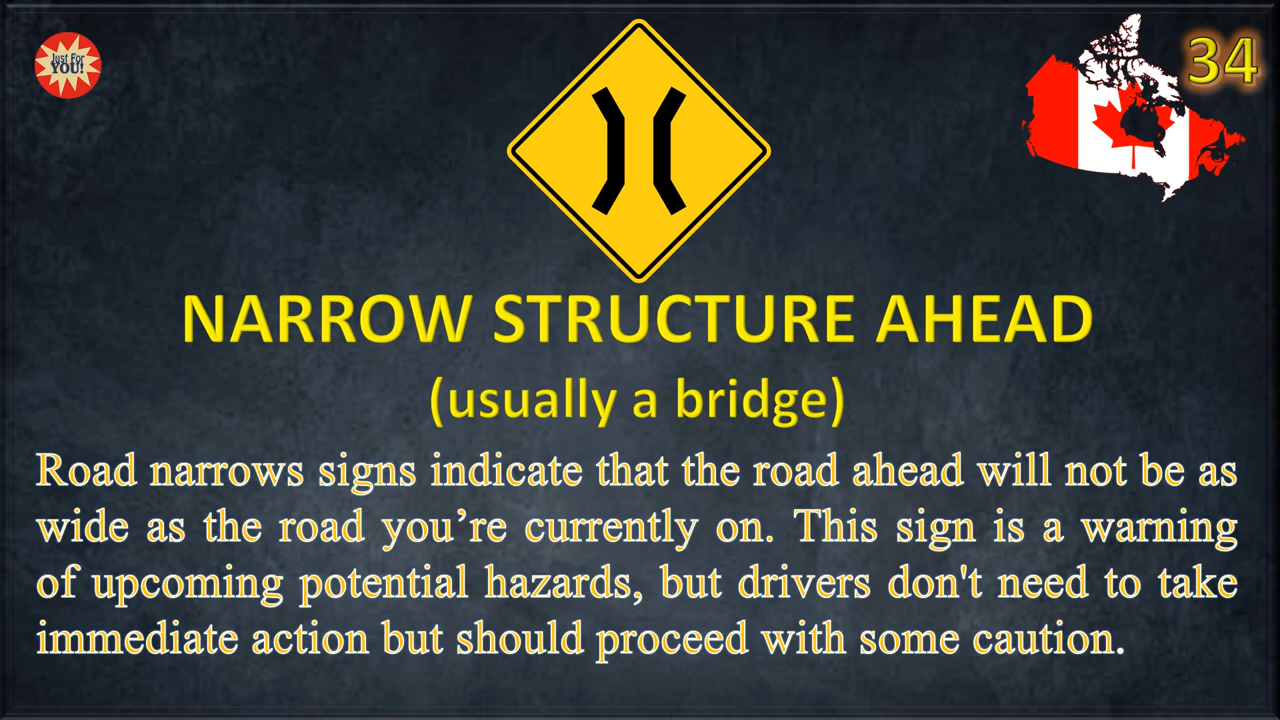 Just For
YOU!
34
NARROW STRUCTURE AHEAD
(usually a bridge)
Road narrows signs indicate that the road ahead will not be as
wide as the road you’re currently on. This sign is a warning
of upcoming potential hazards, but drivers don't need to take
immediate action but should proceed with some caution.